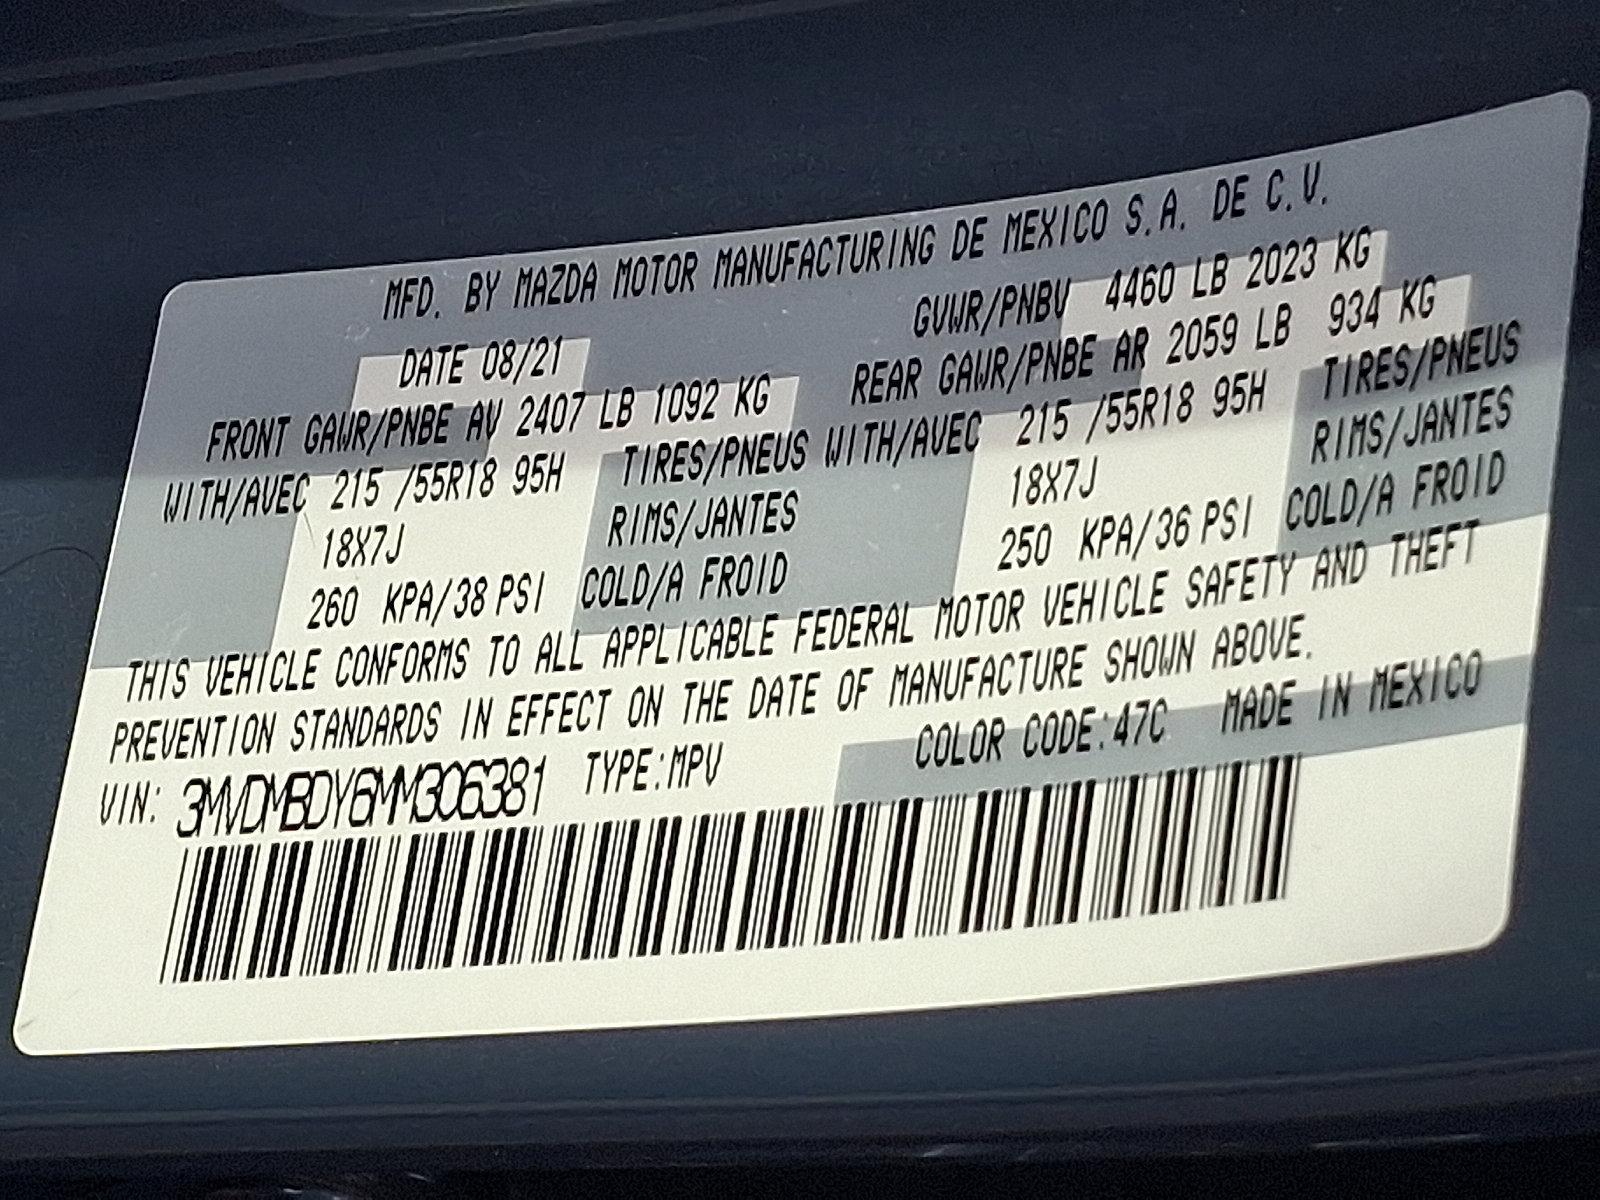 MFD. BY MAZDA MOTOR MANUFACTURING DE MEXICO S.A. DE C.V.
DATE 08/21 GVWR/PNBV 4460 LB 2023 KG
FRONT GAWR/PNBE AV 2407 LB 1092 KG REAR GAWR/PNBE AR 2059 LB 934 KG
WITH/AVEC 215 /55R18 95H TIRES/PNEUS WITH/AVEC 215 /55R18 95H TIRES/PNEUS
18X7J RIMS/JANTES 18X7J RIMS/JANTES
260 KPA/38 PSI COLD/A FROID 250 KPA/36 PSI COLD/A FROID
THIS VEHICLE CONFORMS TO ALL APPLICABLE FEDERAL MOTOR VEHICLE SAFETY AND THEFT
PREVENTION STANDARDS IN EFFECT ON THE DATE OF MANUFACTURE SHOWN ABOVE.
VIN: 3MVDMBDY6MM306381 TYPE:MPV COLOR CODE:47C MADE IN MEXICO